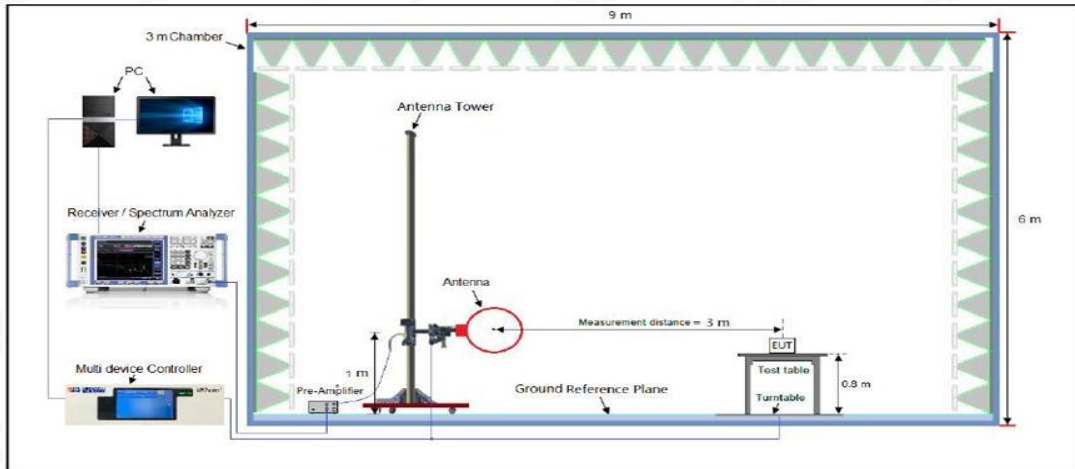 9 m
3 m Chamber
PC
Antenna Tower
6 m
Receiver / Spectrum Analyzer
Antenna
Measurement distance = 3 m
EUT
1 m
Multi device Controller
Pre-Amplifier
Test table
0.8 m
Ground Reference Plane
Turntable